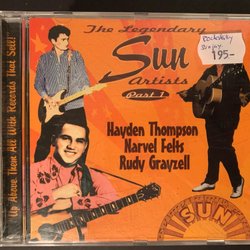 The Legendary
Sun
Artists
Part 1
Hayden Thompson
Narvel Felts
Rudy Grayzell
SUN
Up Above Them All With Records That Sell!
195-